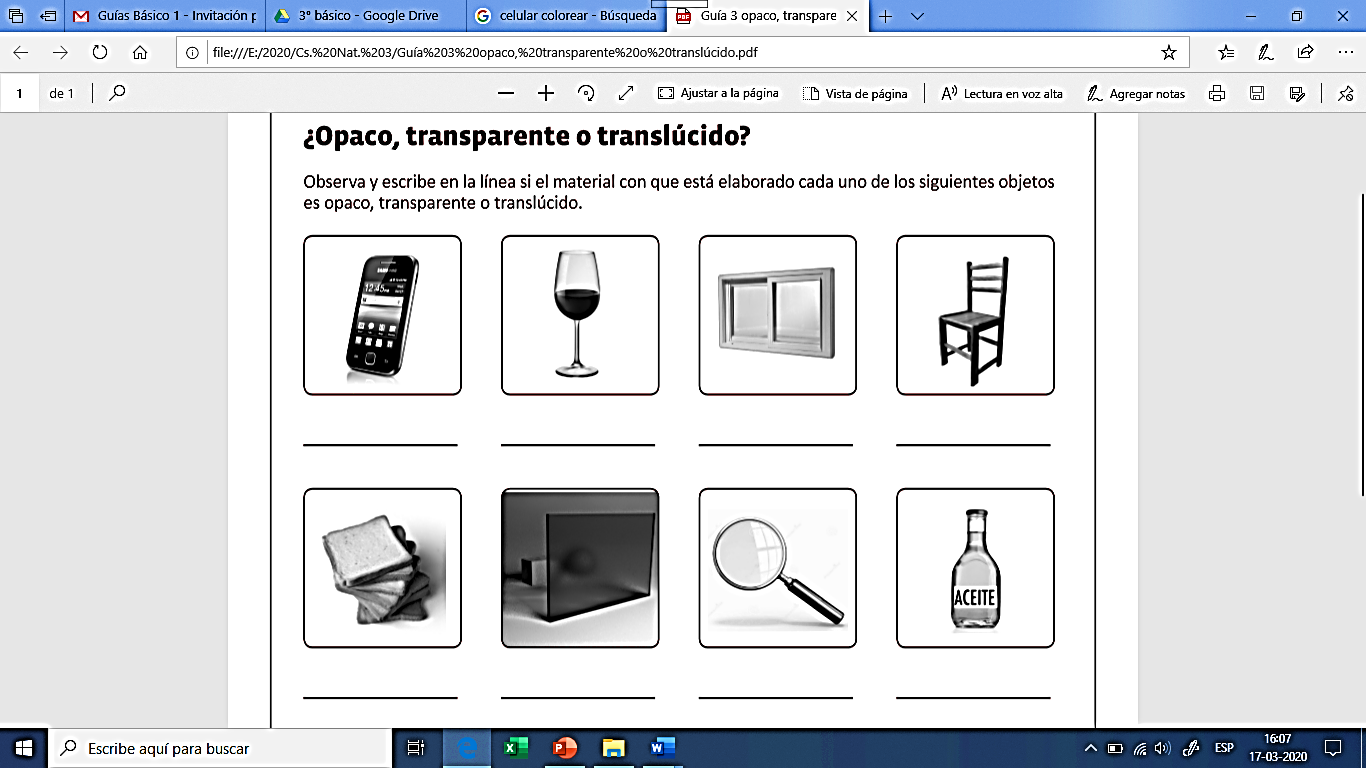 Guías Básico 1 - Invitación p
3° básico - Google Drive
celular colorear - Búsqueda
Guía 3 opaco, transpare
file:///E:/2020/Cs.%20Nat.%203/Guía%203%20opaco,%20transparente%20o%20translúcido.pdf
1 de 1
Ajustar a la página
Vista de página
Lectura en voz alta
Agregar notas
¿Opaco, transparente o translúcido?
Observa y escribe en la línea si el material con que está elaborado cada uno de los siguientes objetos
es opaco, transparente o translúcido.
12:45
ACEITE
Escribe aquí para buscar
ESP
16:07
17-03-2020